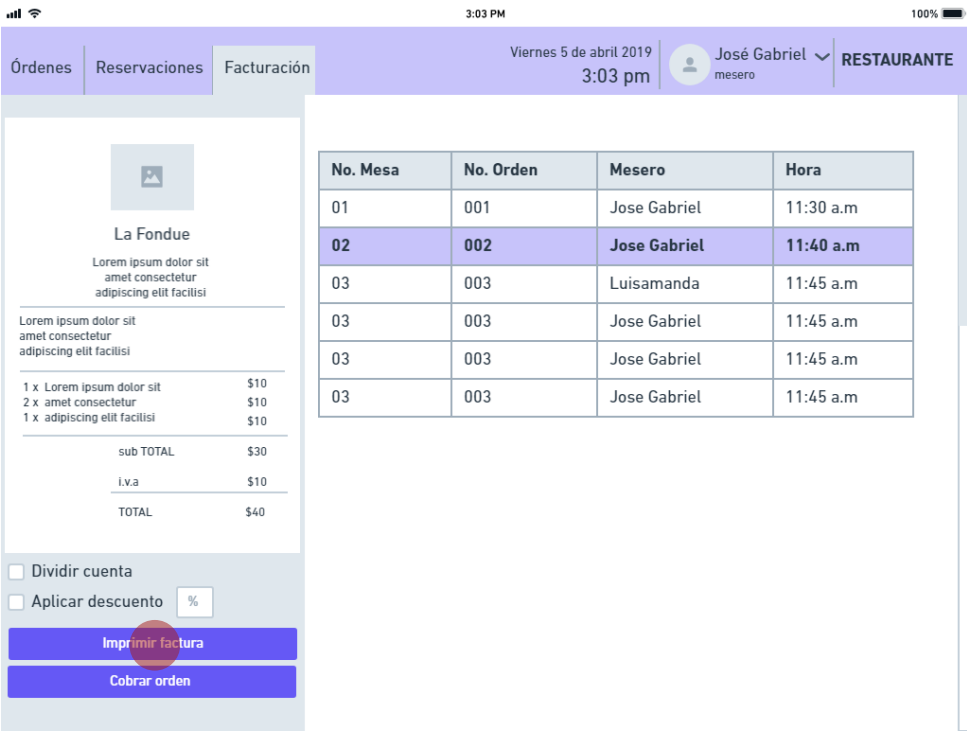 3:03 PM
100%
Órdenes
Reservaciones
Facturación
Viernes 5 de abril 2019
3:03 pm
José Gabriel
mesero
RESTAURANTE
La Fondue
Lorem ipsum dolor sit
amet consectetur
adipiscing elit facilisi
Lorem ipsum dolor sit
amet consectetur
adipiscing elit facilisi
1 x Lorem ipsum dolor sit $10
2 x amet consectetur $10
1 x adipiscing elit facilisi $10
sub TOTAL $30
i.v.a $10
TOTAL $40
Dividir cuenta
Aplicar descuento %
Imprimir factura
Cobrar orden
No. Mesa No. Orden Mesero Hora
01 001 Jose Gabriel 11:30 a.m
02 002 Jose Gabriel 11:40 a.m
03 003 Luisamanda 11:45 a.m
03 003 Jose Gabriel 11:45 a.m
03 003 Jose Gabriel 11:45 a.m
03 003 Jose Gabriel 11:45 a.m